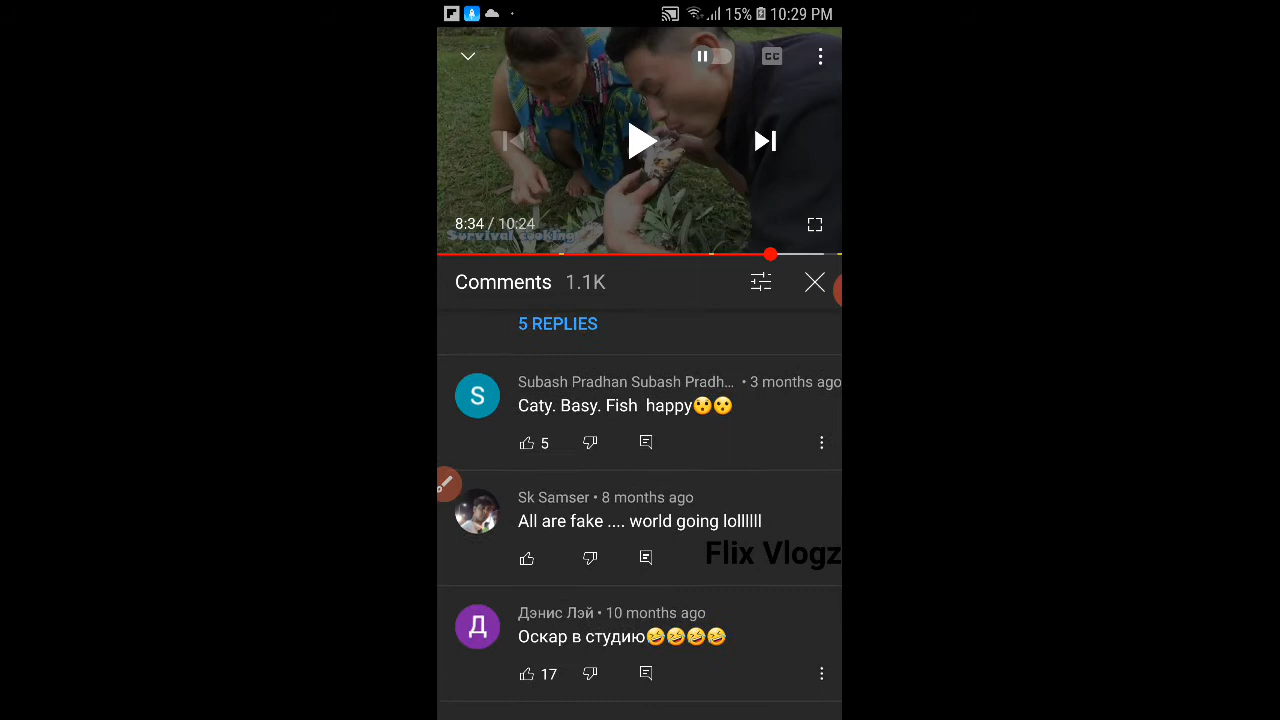 15% 10:29 PM
CC
8:34 / 10:24
Survival cooking
Comments 1.1K
5 REPLIES
S
Subash Pradhan Subash Pradh... • 3 months ago
Caty. Basy. Fish happy😲😲
5
Sk Samser • 8 months ago
All are fake .... world going lollllll
Flix Vlogz
Д
Дэнис Лэй • 10 months ago
Оскар в студию🤣🤣🤣🤣
17